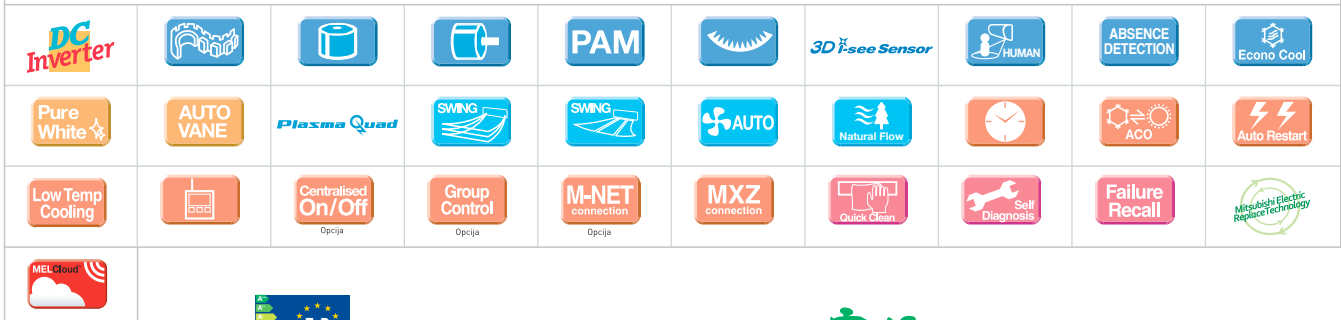 DC
Inverter
PAM
3D i-see Sensor
HUMAN
ABSENCE
DETECTION
Econo Cool
Pure
White
AUTO
VANE
Plasma Quad
SWING
SWING
AUTO
Natural Flow
ACO
Auto Restart
Low Temp
Cooling
Centralised
On/Off
Opcija
Group
Control
Opcija
M-NET
connection
Opcija
MXZ
connection
Quick Clean
Self
Diagnosis
Failure
Recall
Mitsubishi Electric
Replace Technology
MELCloud